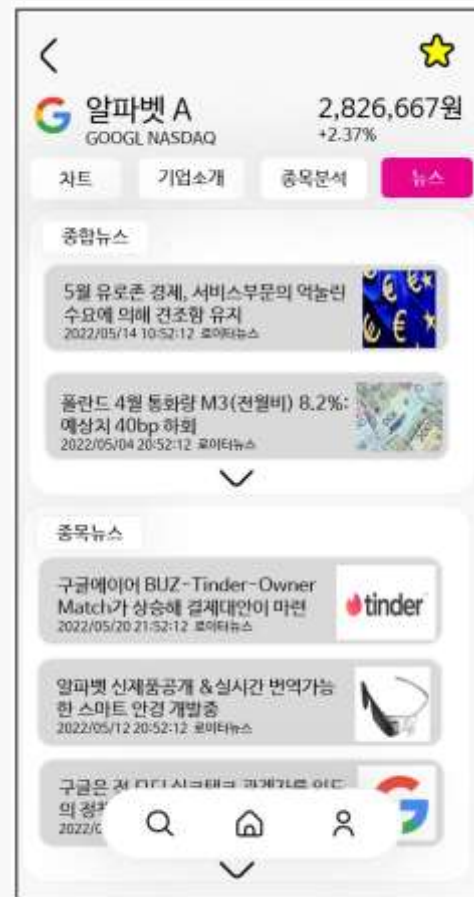 알파벳 A
2,826,667원
GOOGL NASDAQ
+2.37%
차트
기업소개
종목분석
뉴스
종합뉴스
5월 유로존 경제, 서비스부문의 억눌린
수요에 의해 견조함 유지
2022/05/14 10:52:12 로이터뉴스
폴란드 4월 통화량 M3(전월비) 8.2%:
예상치 40bp 하회
2022/05/04 20:52:12 로이터뉴스
종목뉴스
구글에이어 BUZ-Tinder-Owner
Match가 상승해 결제대안이 마련
2022/05/20 21:52:12 로이터뉴스
tinder
알파벳 신제품공개 &실시간 번역가능
한 스마트 안경 개발중
2022/05/12 20:52:12 로이터뉴스
구글은 전
의